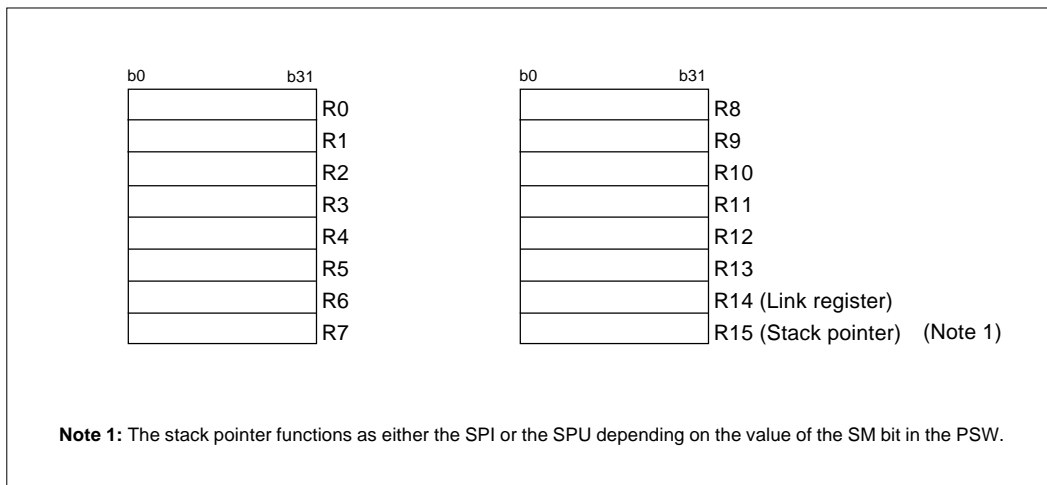 b0 b31
R0
R1
R2
R3
R4
R5
R6
R7
b0 b31
R8
R9
R10
R11
R12
R13
R14 (Link register)
R15 (Stack pointer) (Note 1)
Note 1: The stack pointer functions as either the SPI or the SPU depending on the value of the SM bit in the PSW.